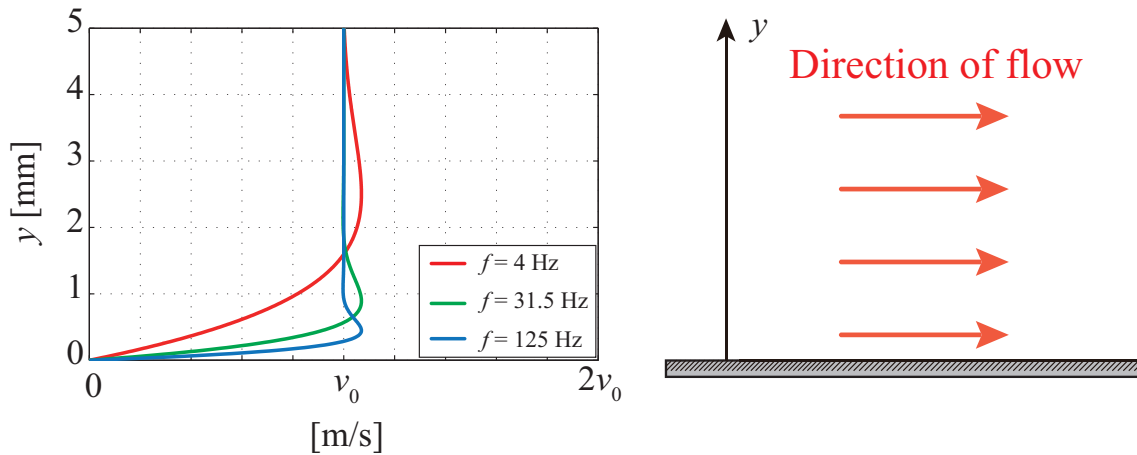 5
4
3
2
1
0
y [mm]
0
v₀
2v₀
[m/s]
f = 4 Hz
f = 31.5 Hz
f = 125 Hz
y
Direction of flow